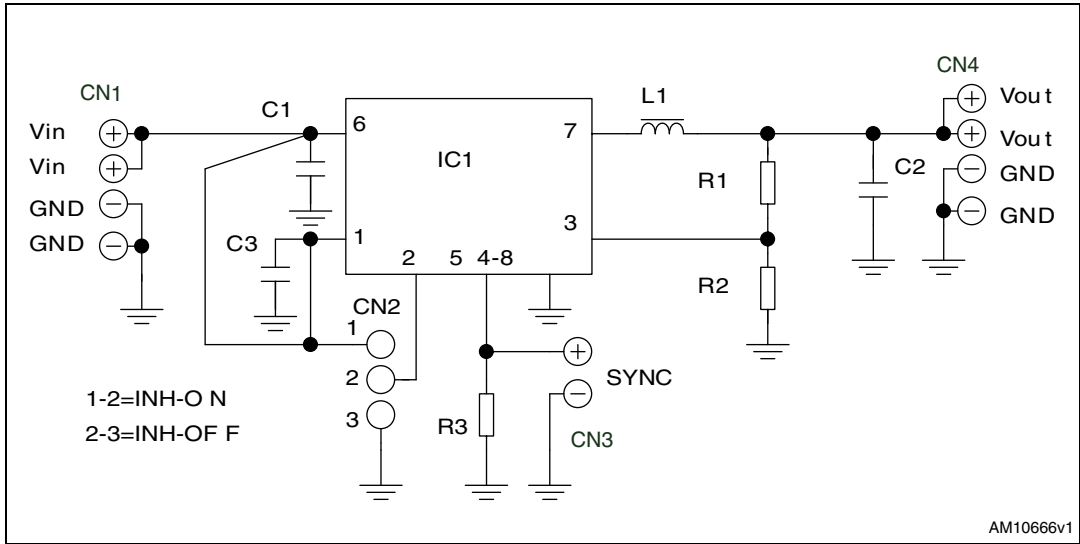 CN1
Vin
Vin
GND
GND
C1
6
IC1
7
L1
CN4
Vout
Vout
GND
GND
C3
1
2
5
4-8
3
R1
R2
C2
CN2
1
2
3
R3
SYNC
CN3
1-2=INH-O N
2-3=INH-OF F
AM10666v1